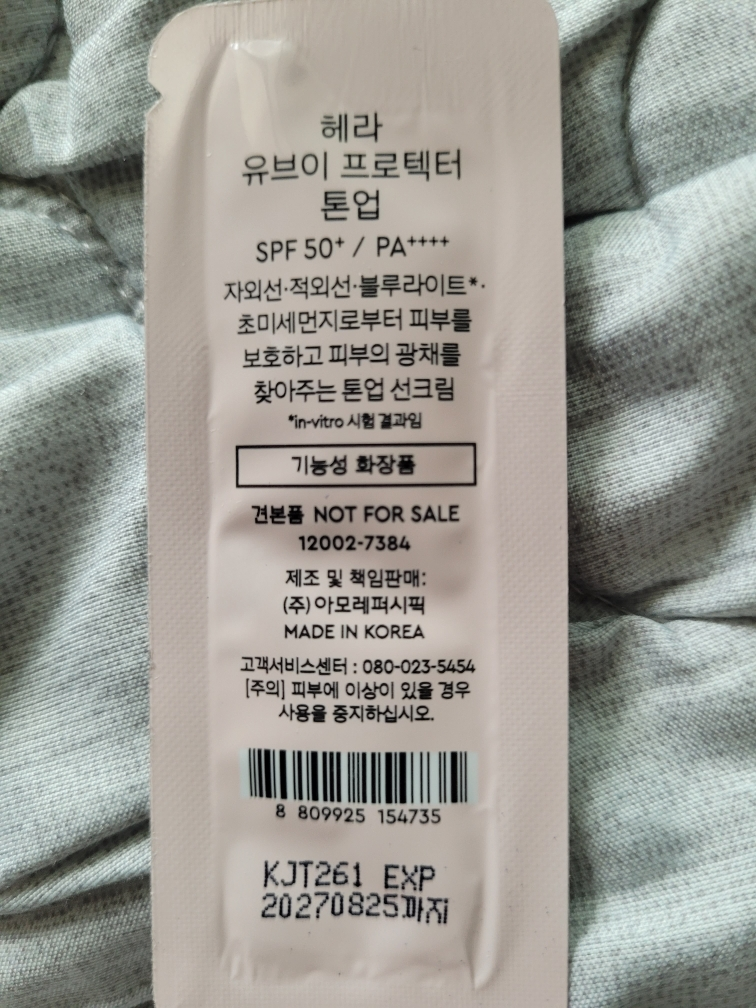 헤라
유브이 프로텍터
톤업
SPF 50⁺ / PA⁺⁺⁺⁺
자외선·적외선·블루라이트*·
초미세먼지로부터 피부를
보호하고 피부의 광채를
찾아주는 톤업 선크림
*in-vitro 시험 결과임
기능성 화장품
견본품 NOT FOR SALE
12002-7384
제조 및 책임판매:
(주)아모레퍼시픽
MADE IN KOREA
고객서비스센터 : 080-023-5454
[주의] 피부에 이상이 있을 경우
사용을 중지하십시오.
8 809925 154735
KJT261 EXP
20270825까지